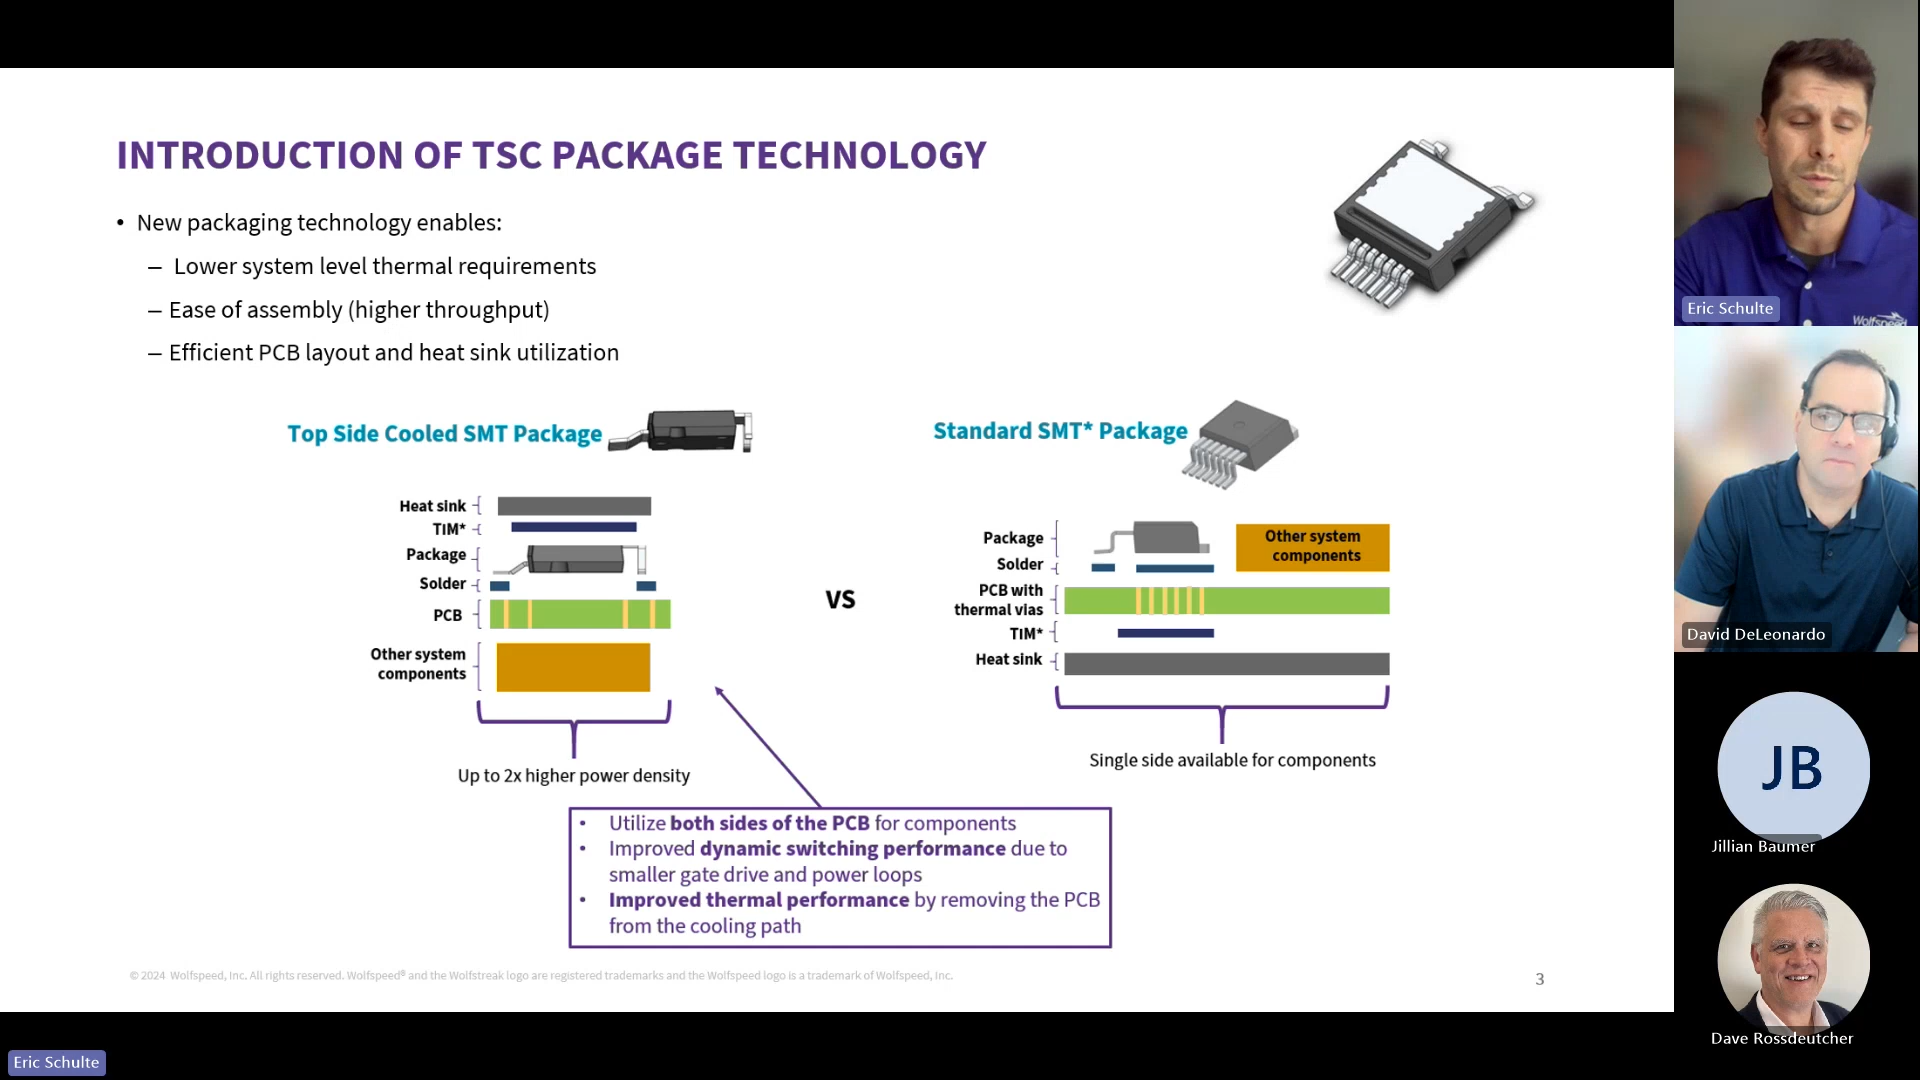 INTRODUCTION OF TSC PACKAGE TECHNOLOGY
• New packaging technology enables:
– Lower system level thermal requirements
– Ease of assembly (higher throughput)
– Efficient PCB layout and heat sink utilization
Top Side Cooled SMT Package
Heat sink
TIM*
Package
Solder
PCB
Other system
components
Up to 2x higher power density
VS
Standard SMT* Package
Package
Solder
PCB with
thermal vias
TIM*
Heat sink
Other system
components
Single side available for components
• Utilize both sides of the PCB for components
• Improved dynamic switching performance due to
smaller gate drive and power loops
• Improved thermal performance by removing the PCB
from the cooling path
© 2024 Wolfspeed, Inc. All rights reserved. Wolfspeed® and the Wolfstreak logo are registered trademarks and the Wolfspeed logo is a trademark of Wolfspeed, Inc.
3
Wolfspeed
Eric Schulte
David DeLeonardo
JB
Jillian Baumer
Dave Rossdeutcher
Eric Schulte